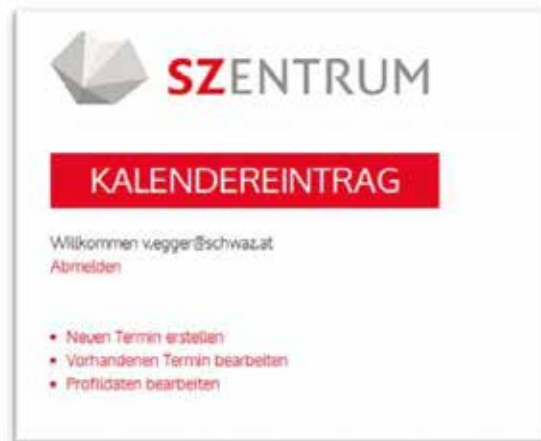 SZENTRUM
KALENDEREINTRAG
Willkommen v.egger@schwaz.at
Abmelden
• Neuen Termin erstellen
• Vorhandenen Termin bearbeiten
• Profildaten bearbeiten